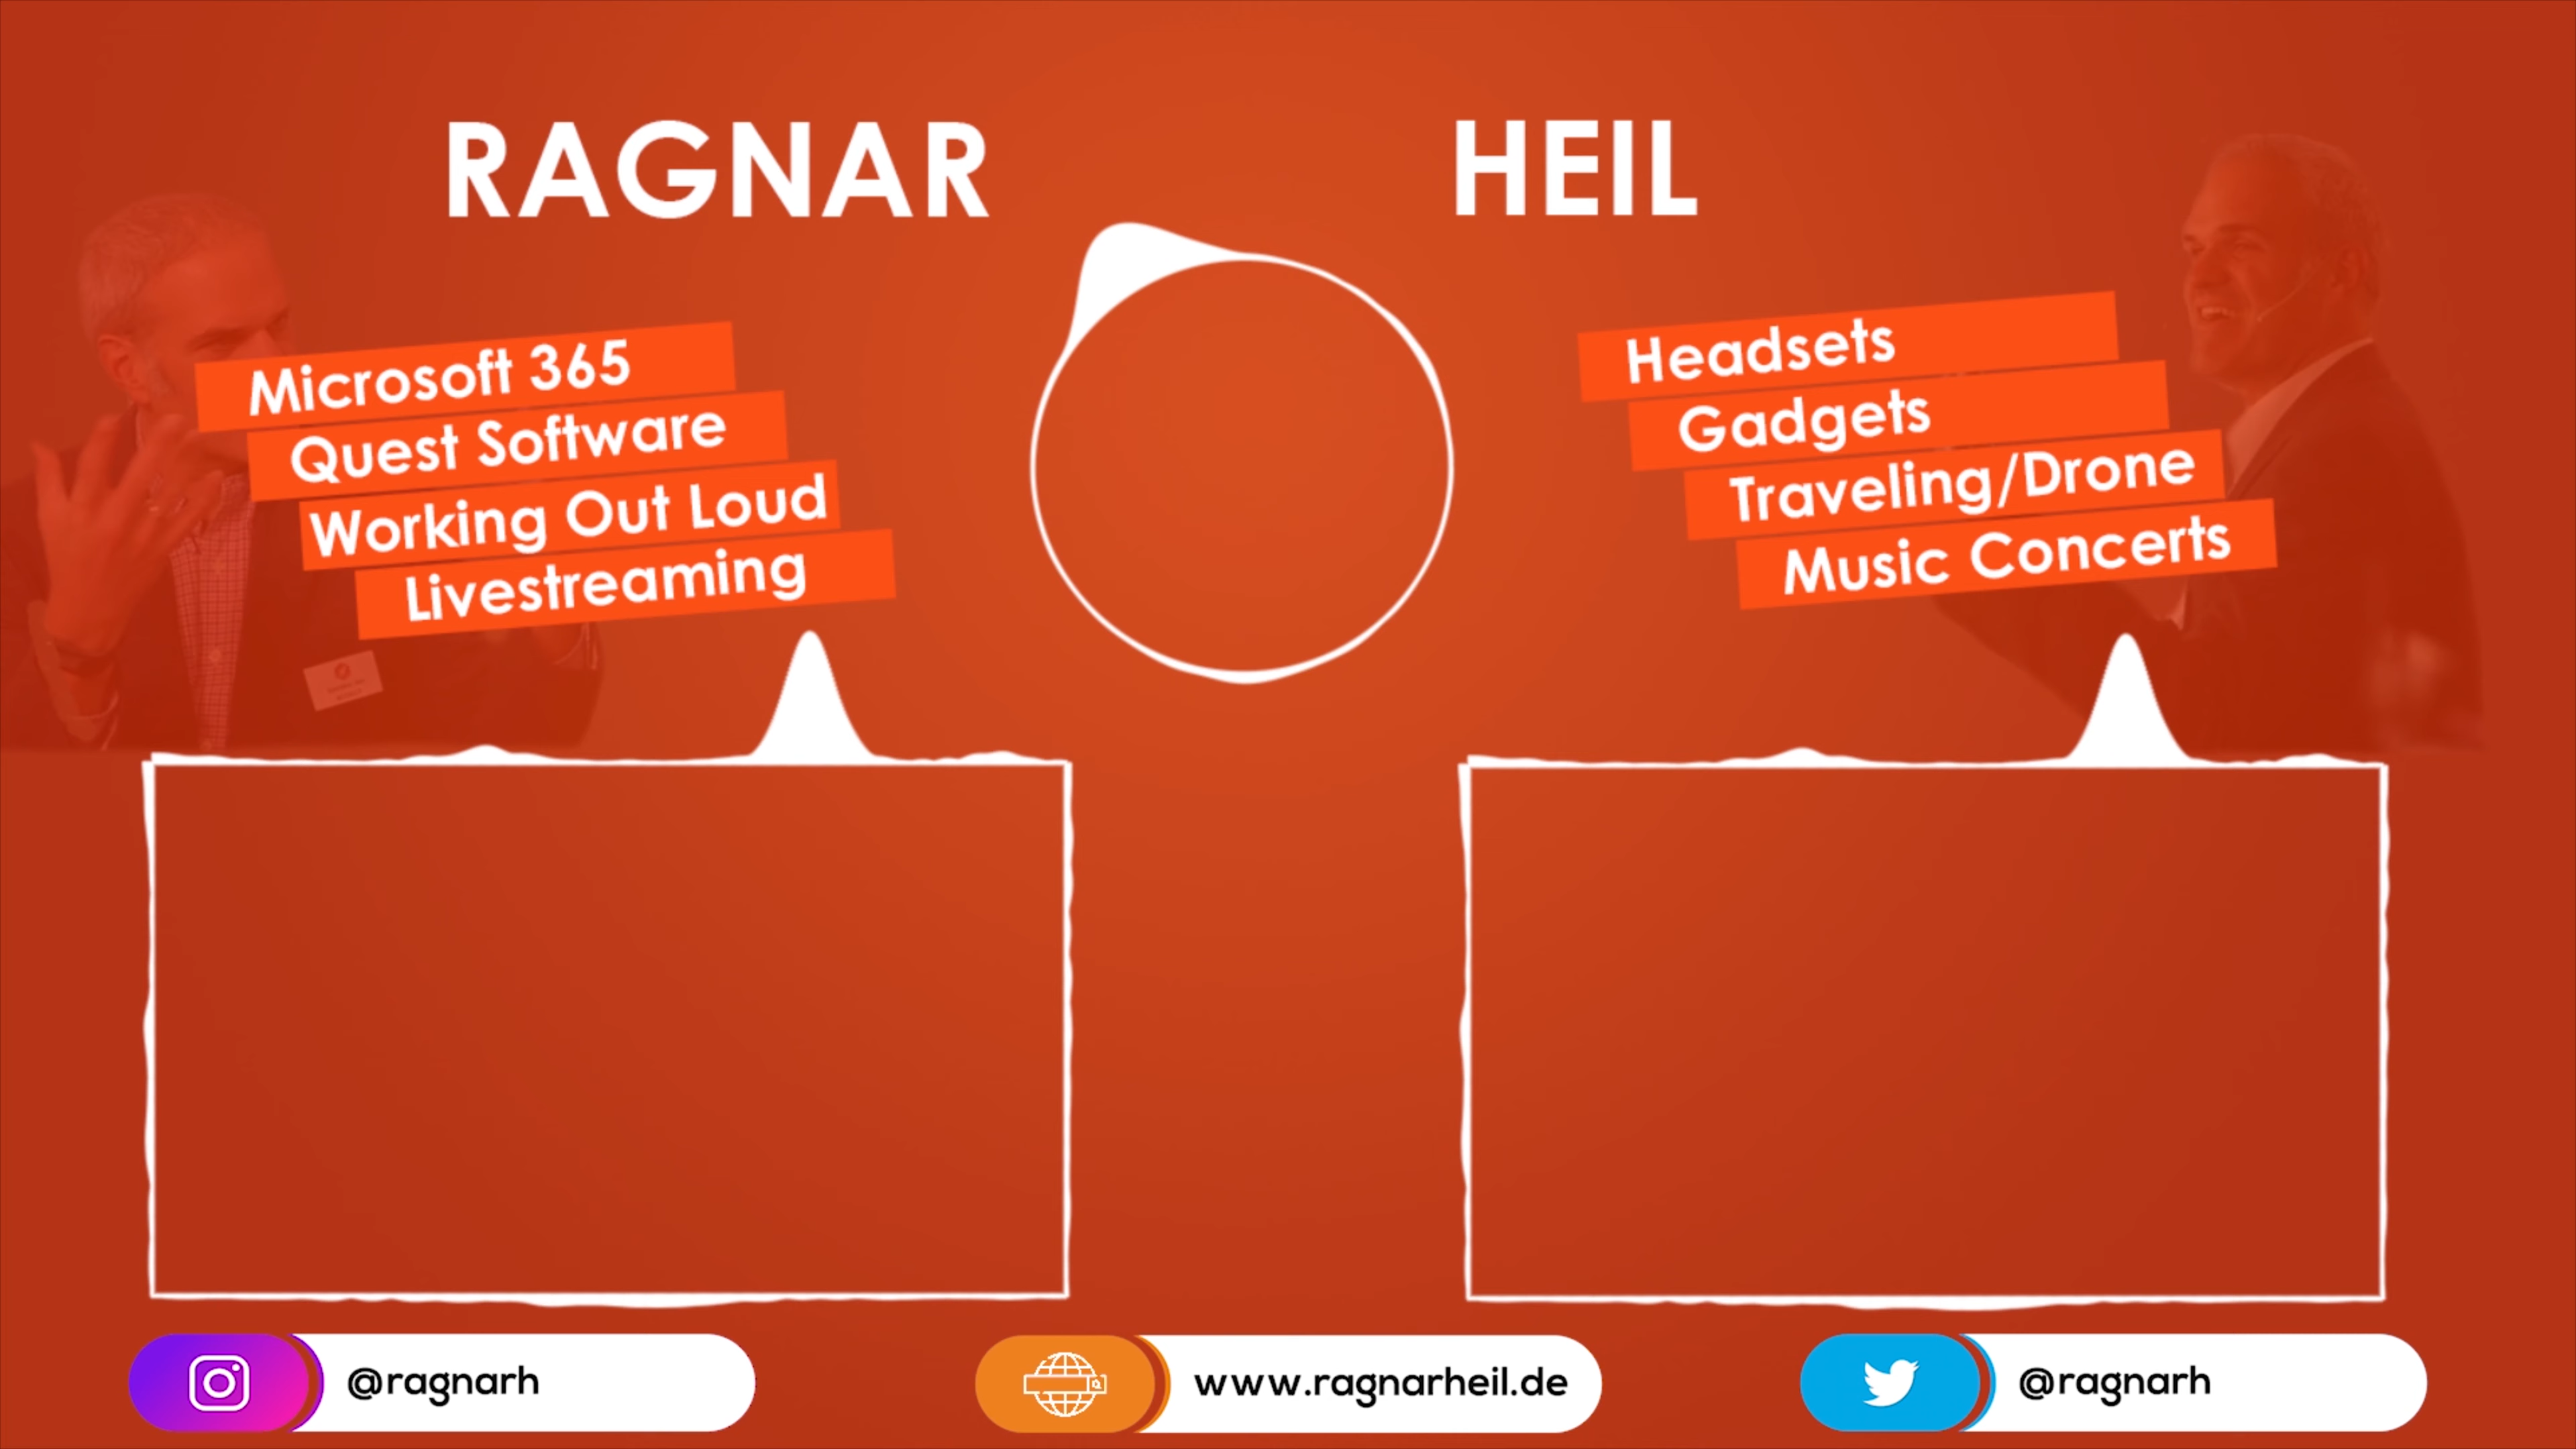 RAGNAR HEIL
Microsoft 365
Quest Software
Working Out Loud
Livestreaming
Headsets
Gadgets
Traveling/Drone
Music Concerts
@ragnarh
www.ragnarheil.de
@ragnarh